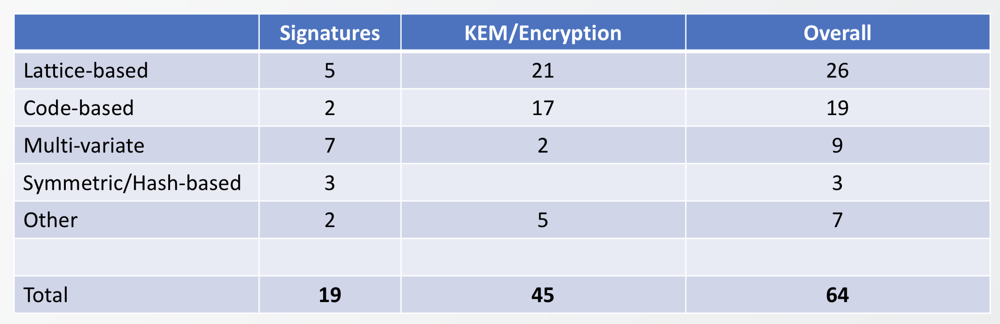 Signatures KEM/Encryption Overall
Lattice-based 5 21 26
Code-based 2 17 19
Multi-variate 7 2 9
Symmetric/Hash-based 3 3
Other 2 5 7
Total 19 45 64